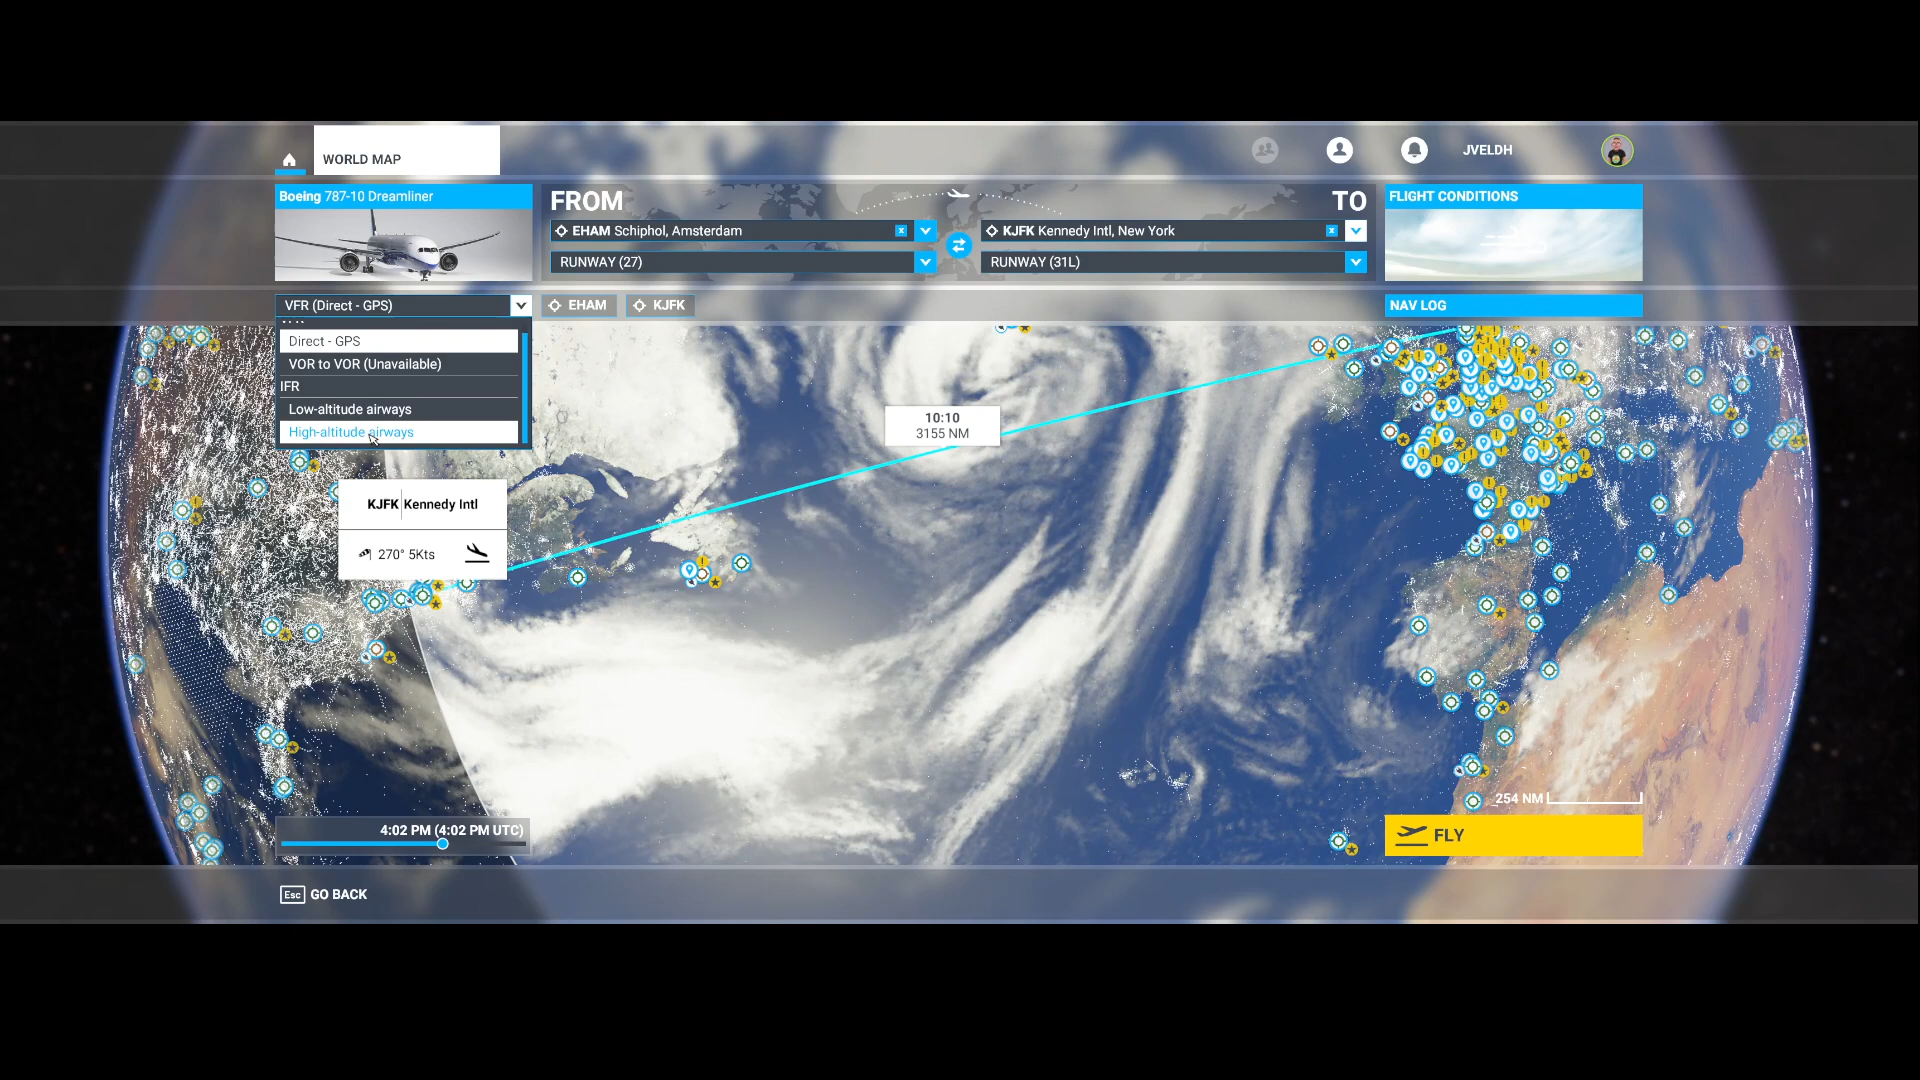 WORLD MAP
JVELDH
Boeing 787-10 Dreamliner
FROM
TO
FLIGHT CONDITIONS
EHAM Schiphol, Amsterdam
KJFK Kennedy Intl, New York
RUNWAY (27)
RUNWAY (31L)
VFR (Direct - GPS)
EHAM
KJFK
NAV LOG
Direct - GPS
VOR to VOR (Unavailable)
IFR
Low-altitude airways
High-altitude airways
10:10
3155 NM
KJFK Kennedy Intl
270° 5Kts
254 NM
4:02 PM (4:02 PM UTC)
FLY
Esc GO BACK